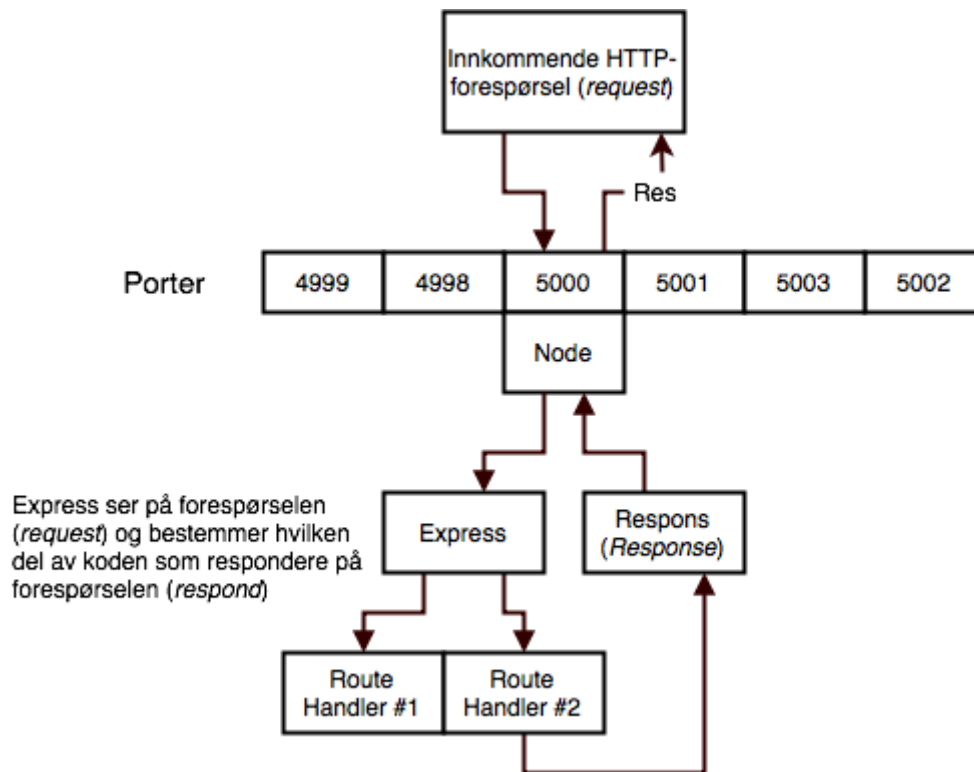 Innkommende HTTP-
forespørsel (request)
Res
Porter
4999 4998 5000 5001 5003 5002
Node
Express ser på forespørselen
(request) og bestemmer hvilken
del av koden som respondere på
forespørselen (respond)
Express
Respons
(Response)
Route
Handler #1
Route
Handler #2